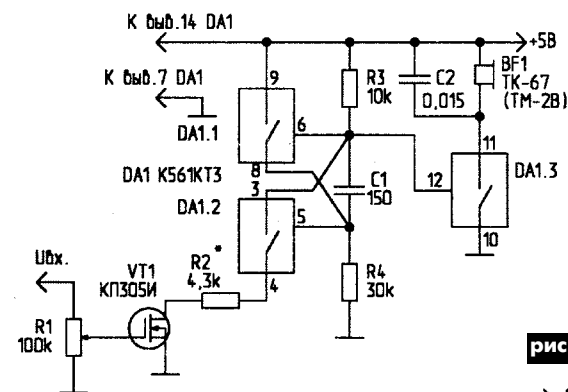 К выв.14 DA1
+5В
К выв.7 DA1
9
R3
10k
C2
0,015
BF1
ТК-67
(ТМ-2В)
DA1.1
6
11
DA1 К561КТ3
8
3
C1
150
12
DA1.3
DA1.2
5
10
Uвх.
VT1
КП305И
R2*
4,3k
4
R4
30k
R1
100k
рис